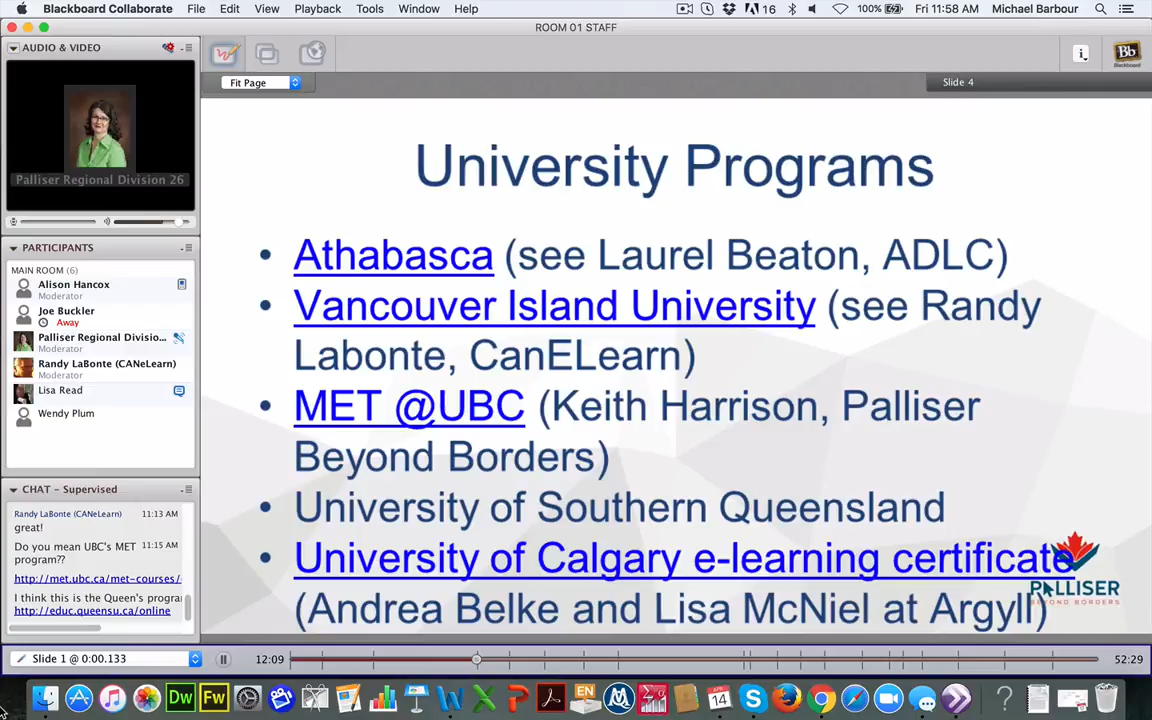 Blackboard Collaborate File Edit View Playback Tools Window Help 16 100% Fri 11:58 AM Michael Barbour
ROOM 01 STAFF
AUDIO & VIDEO
Palliser Regional Division 26
Fit Page
Slide 4
Bb
Blackboard
PARTICIPANTS
MAIN ROOM (6)
Alison Hancox
Moderator
Joe Buckler
Away
Palliser Regional Divisio...
Moderator
Randy LaBonte (CANeLearn)
Moderator
Lisa Read
Wendy Plum
CHAT - Supervised
Randy LaBonte (CANeLearn) 11:13 AM
great!
Do you mean UBC's MET 11:15 AM
program??
http://met.ubc.ca/met-courses/
I think this is the Queen's progra
http://educ.queensu.ca/online
University Programs
• Athabasca (see Laurel Beaton, ADLC)
• Vancouver Island University (see Randy
Labonte, CanELearn)
• MET @UBC (Keith Harrison, Palliser
Beyond Borders)
• University of Southern Queensland
• University of Calgary e-learning certificate
(Andrea Belke and Lisa McNiel at Argyll)
PALLISER
BEYOND BORDERS
Slide 1 @ 0:00.133
12:09
52:29
Dw Fw EN 14